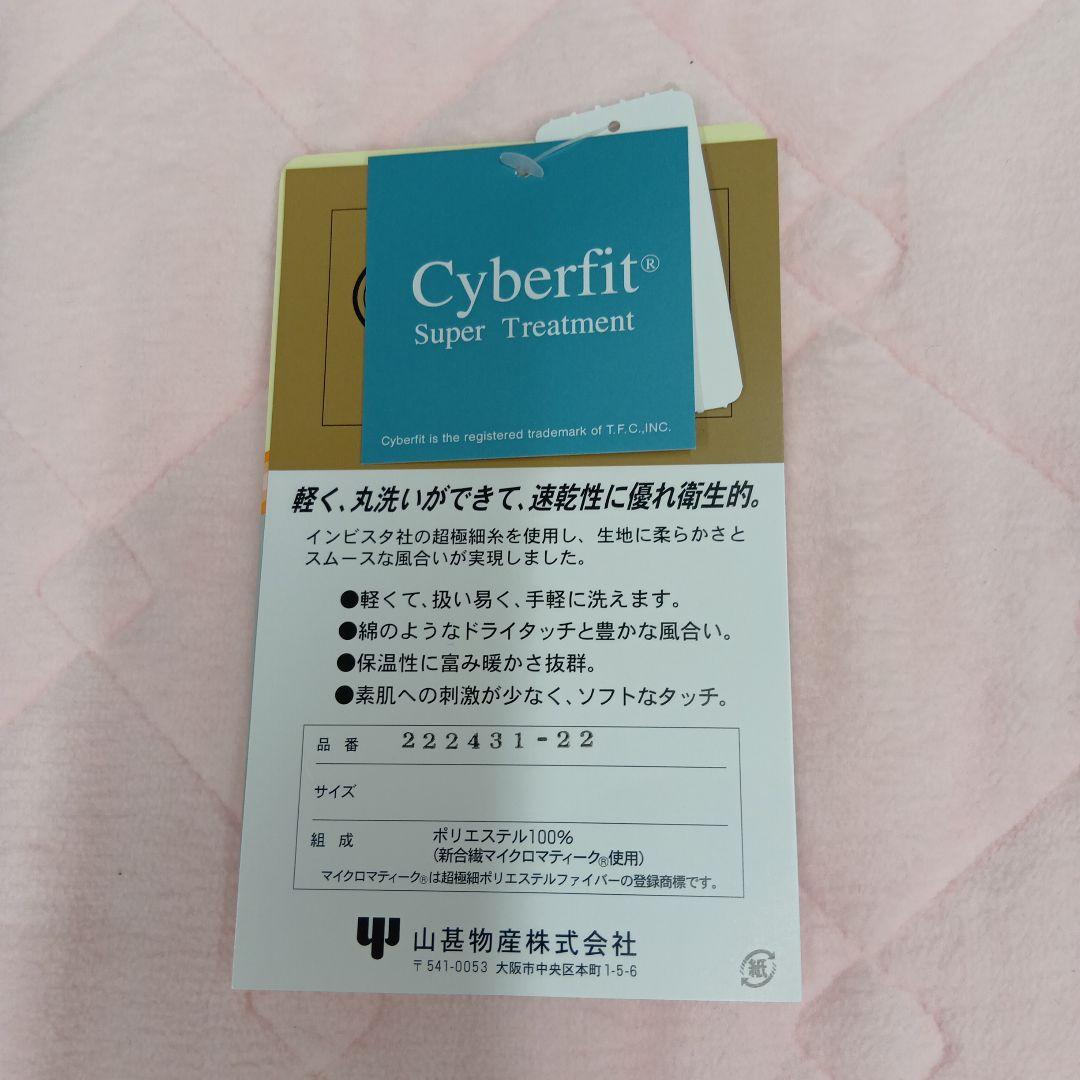 Cyberfit®
Super Treatment
Cyberfit is the registered trademark of T.F.C.,INC.
軽く、丸洗いができて、速乾性に優れ衛生的。
インビスタ社の超極細糸を使用し、生地に柔らかさと
スムースな風合いが実現しました。
●軽くて、扱い易く、手軽に洗えます。
●綿のようなドライタッチと豊かな風合い。
●保温性に富み暖かさ抜群。
●素肌への刺激が少なく、ソフトなタッチ。
品番 222431-22
サイズ
組成 ポリエステル100%
(新合繊マイクロマティーク®使用)
マイクロマティーク®は超極細ポリエステルファイバーの登録商標です。
山甚物産株式会社
〒541-0053 大阪市中央区本町1-5-6
紙